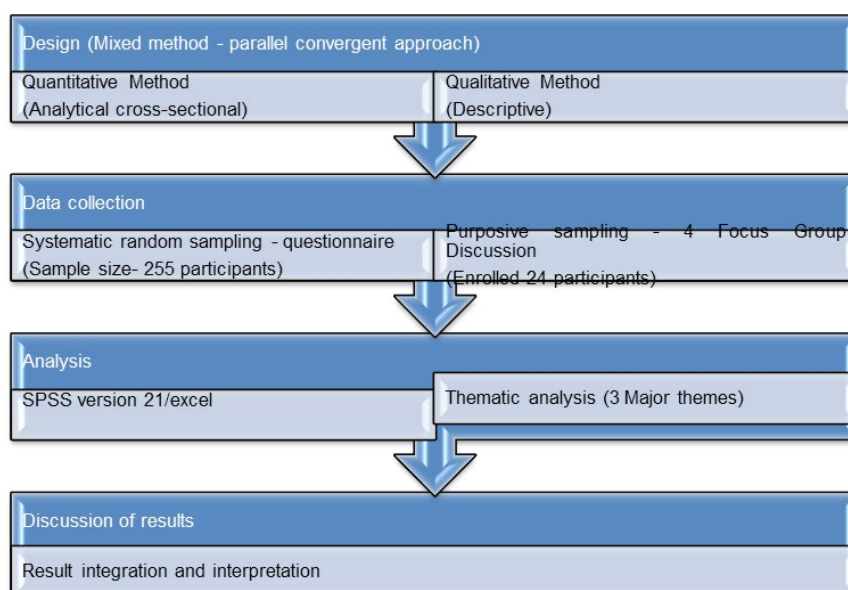 Design (Mixed method - parallel convergent approach)
Quantitative Method
(Analytical cross-sectional)
Qualitative Method
(Descriptive)
Data collection
Systematic random sampling - questionnaire
(Sample size- 255 participants)
Purposive sampling - 4 Focus Group
Discussion
(Enrolled 24 participants)
Analysis
SPSS version 21/excel
Thematic analysis (3 Major themes)
Discussion of results
Result integration and interpretation